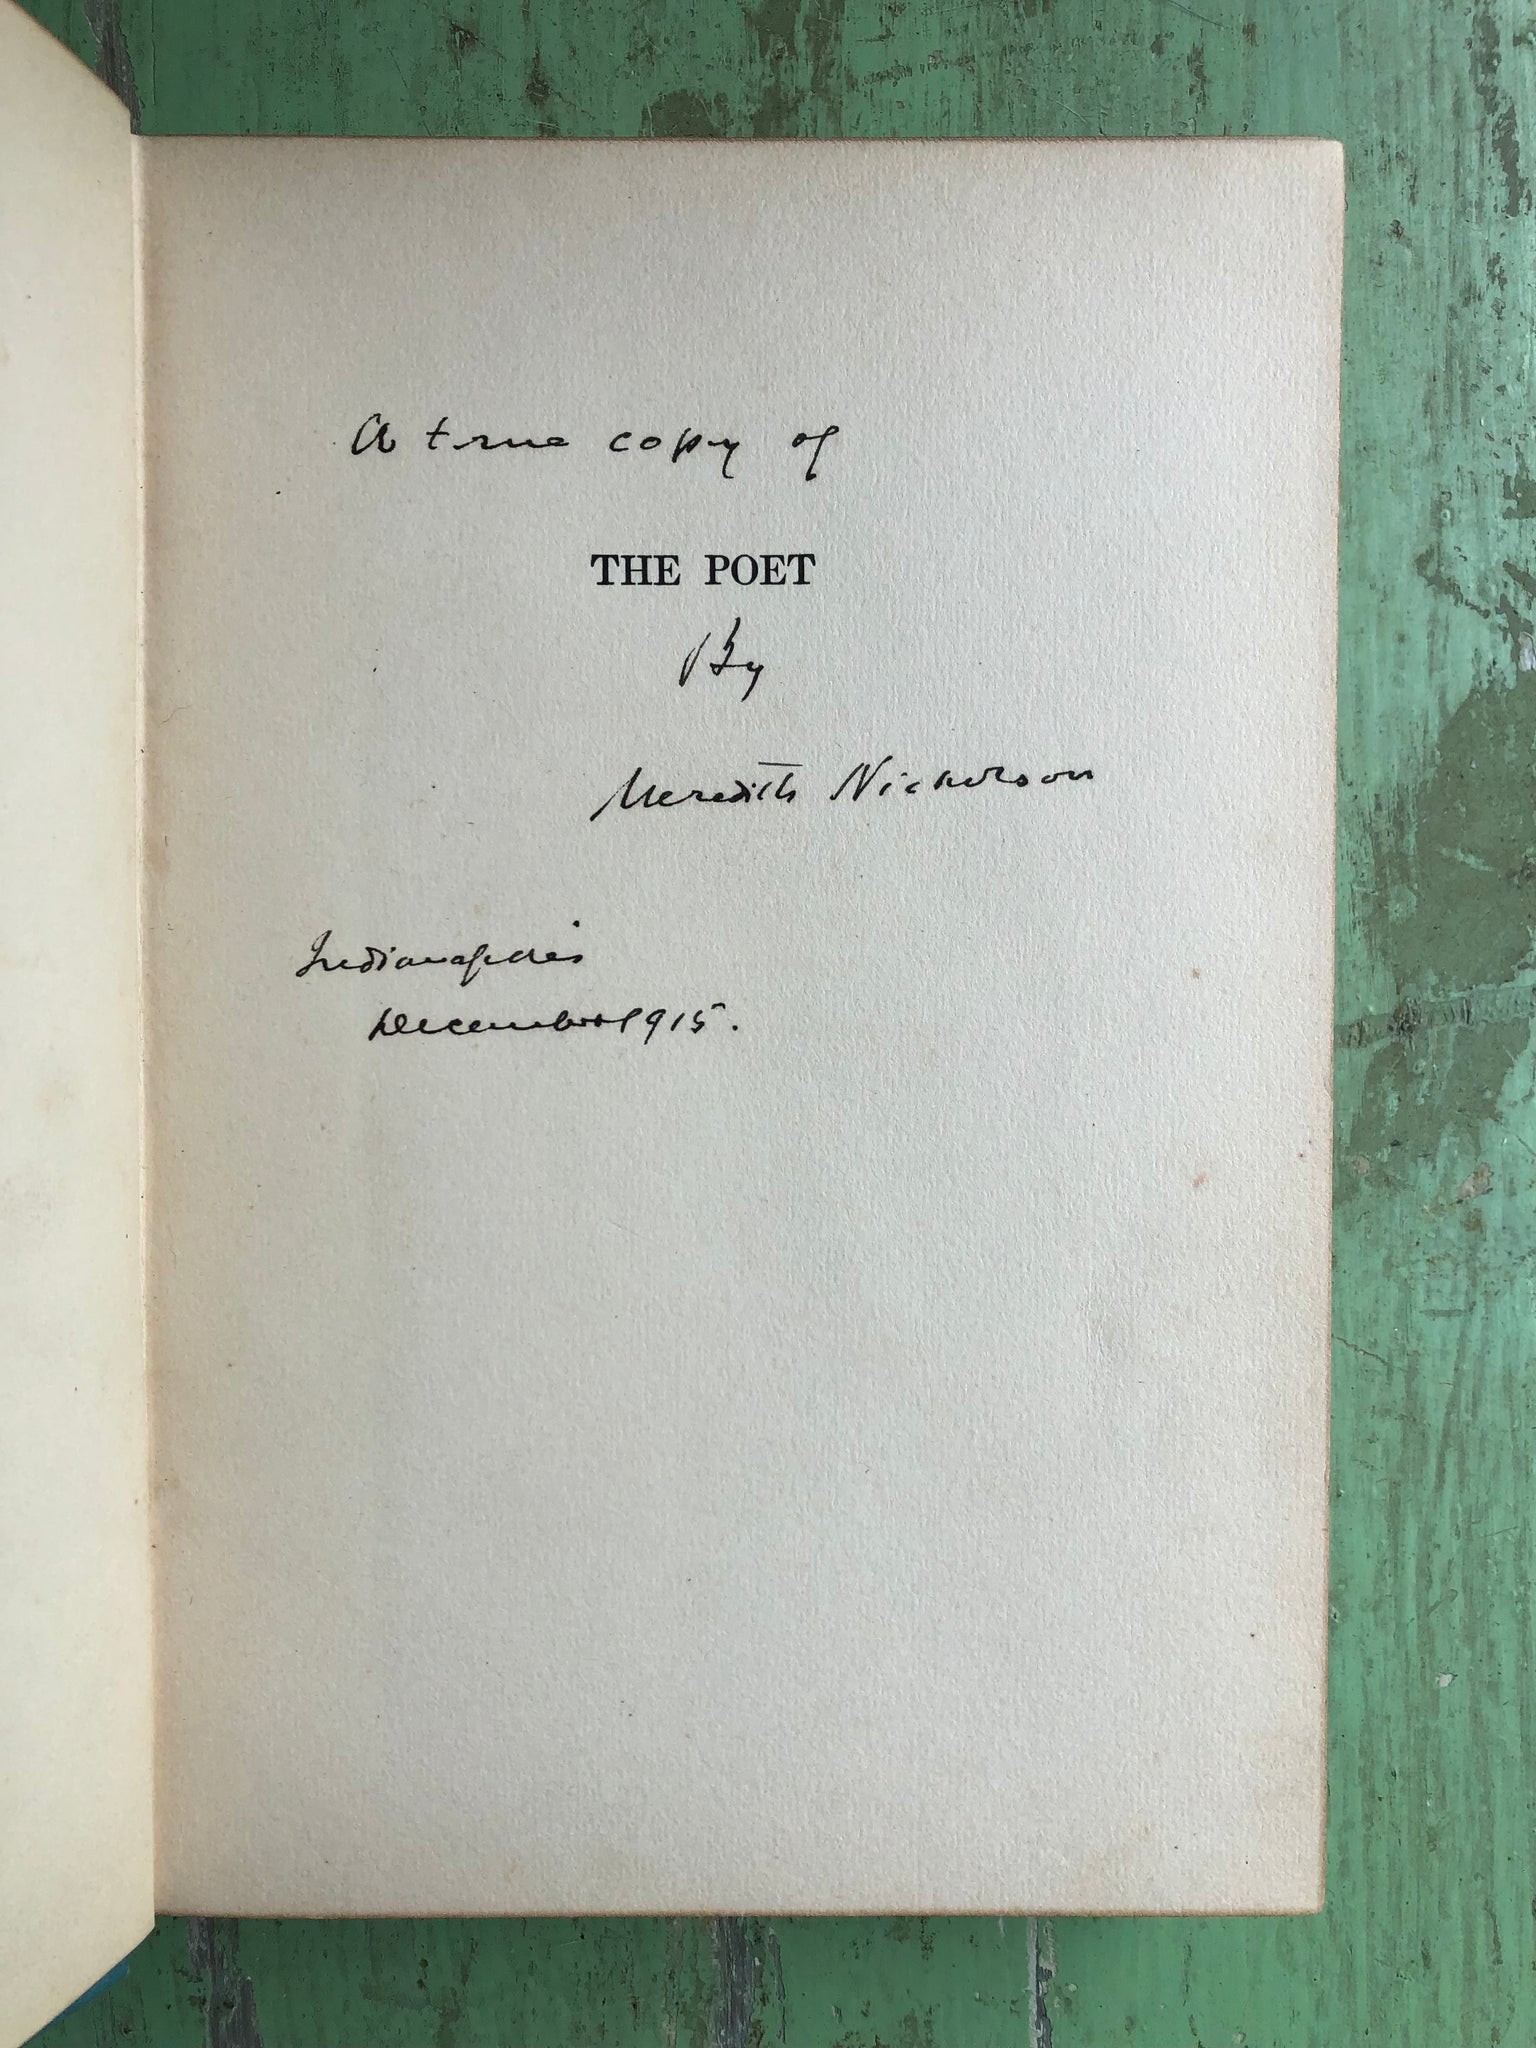 A true copy of
THE POET
By
Meredith Nicholson
Indianapolis
December 1915.